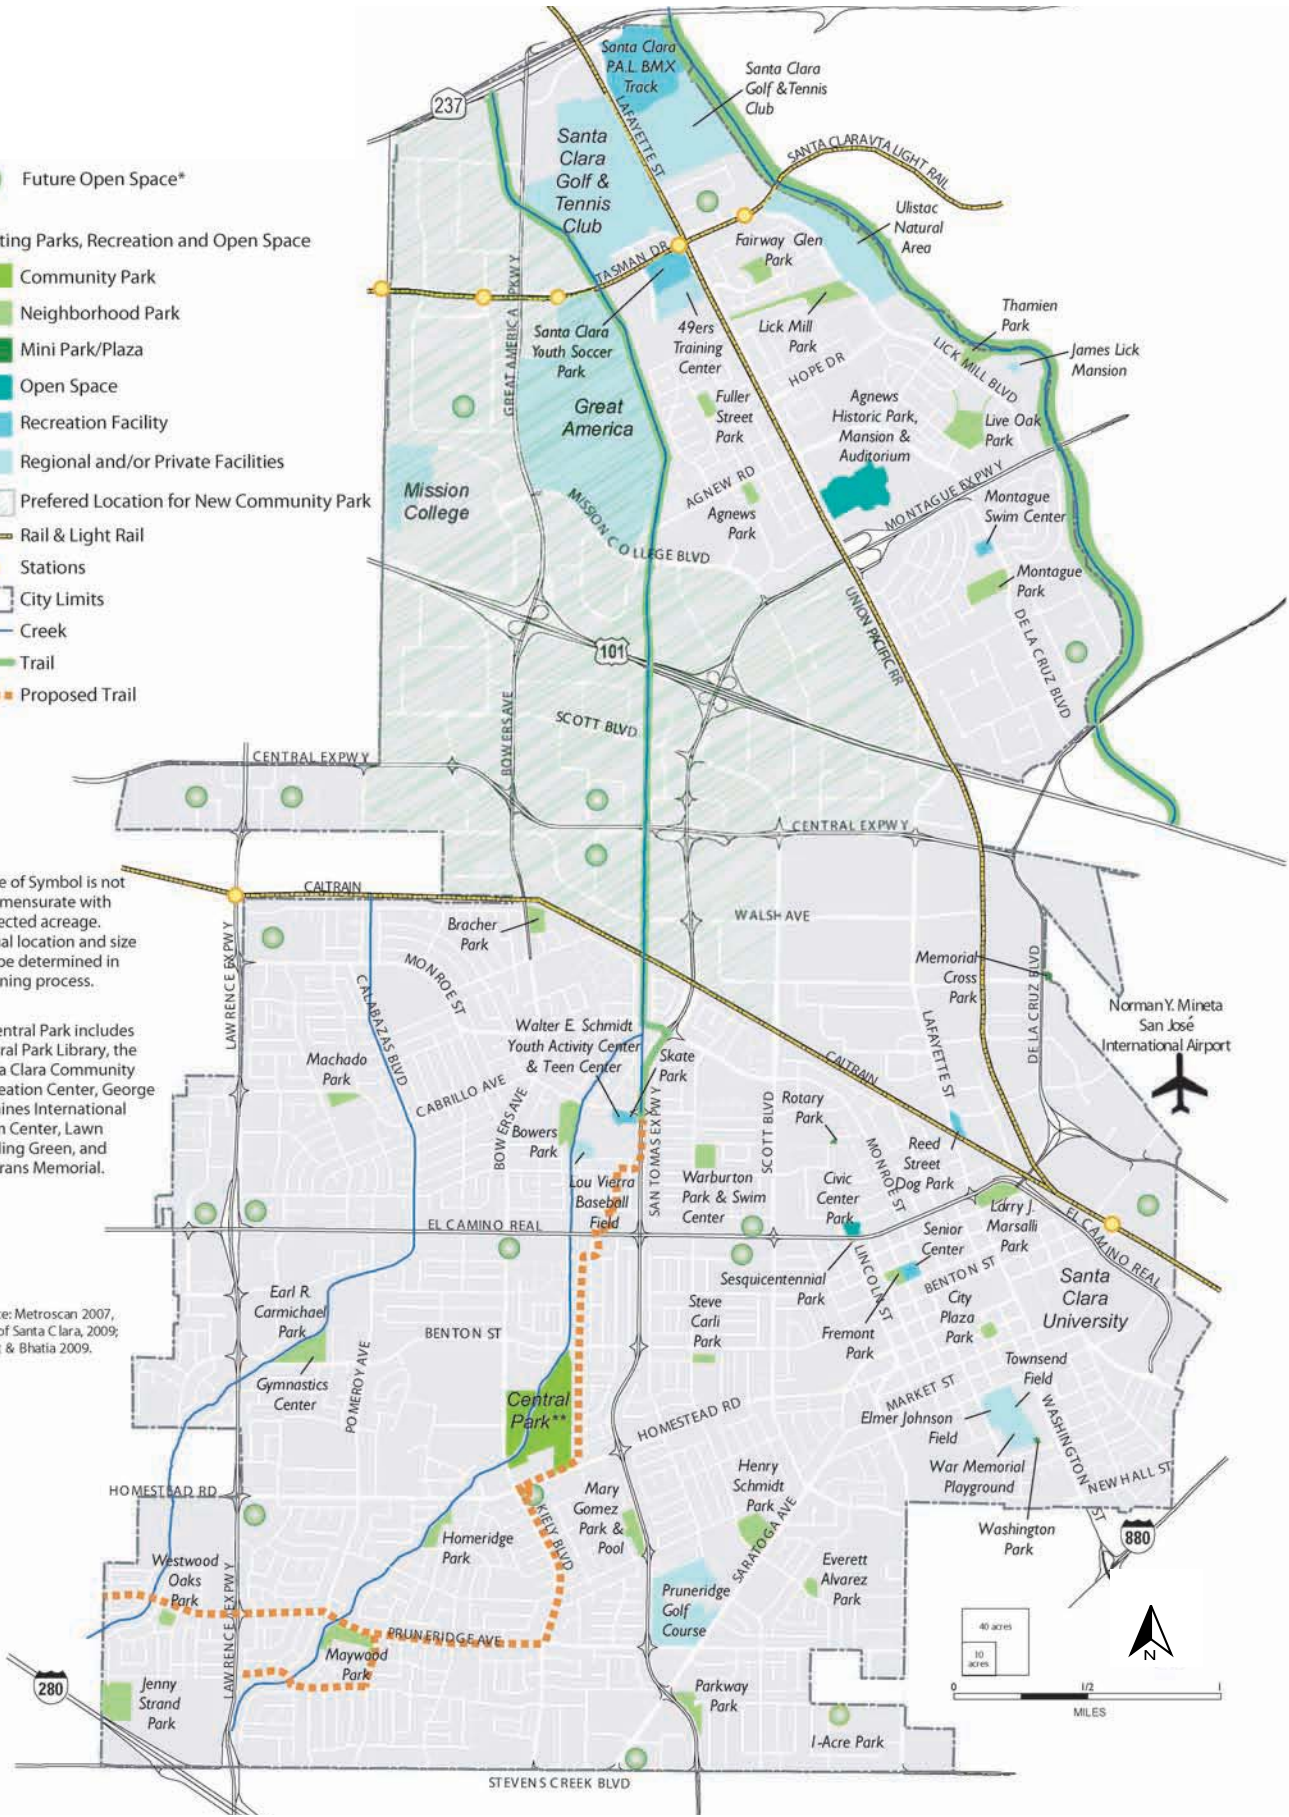 Future Open Space*
ting Parks, Recreation and Open Space
Community Park
Neighborhood Park
Mini Park/Plaza
Open Space
Recreation Facility
Regional and/or Private Facilities
Prefered Location for New Community Park
Rail & Light Rail
Stations
City Limits
Creek
Trail
Proposed Trail
e of Symbol is not
mensurate with
ected acreage.
al location and size
be determined in
ning process.
entral Park includes
ral Park Library, the
a Clara Community
eation Center, George
aines International
m Center, Lawn
ling Green, and
rans Memorial.
ce: Metroscan 2007,
of Santa Clara, 2009;
t & Bhatia 2009.
237
Santa Clara
P.A.L. BMX
Track
Santa Clara
Golf & Tennis
Club
LAFAYETTE ST
Santa
Clara
Golf &
Tennis
Club
SANTA CLARA VTA LIGHT RAIL
Ulistac
Natural
Area
Fairway Glen
Park
TASMAN DR
GREAT AMERICA PKWY
Santa Clara
Youth Soccer
Park
49ers
Training
Center
Lick Mill
Park
HOPE DR
Thamien
Park
LICK MILL BLVD
James Lick
Mansion
Great
America
Fuller
Street
Park
Agnews
Historic Park,
Mansion &
Auditorium
Live Oak
Park
Mission
College
MISSION COLLEGE BLVD
AGNEW RD
Agnews
Park
MONTAGUE EXPWY
Montague
Swim Center
Montague
Park
UNION PACIFIC RR
DE LA CRUZ BLVD
101
SCOTT BLVD
BOWERS AVE
CENTRAL EXPWY
CENTRAL EXPWY
CALTRAIN
Bracher
Park
WALSH AVE
LAWRENCE EXPWY
MONROE ST
CALABAZAS BLVD
Memorial
Cross
Park
DE LA CRUZ BLVD
Norman Y. Mineta
San José
International Airport
Walter E. Schmidt
Youth Activity Center
& Teen Center
Skate
Park
Machado
Park
CABRILLO AVE
BOWERS AVE
Bowers
Park
SAN TOMAS EXPWY
CALTRAIN
LAFAYETTE ST
Rotary
Park
SCOTT BLVD
MONROE ST
Reed
Street
Dog Park
Lou Vierra
Baseball
Field
Warburton
Park & Swim
Center
Civic
Center
Park
Larry J.
Marsalli
Park
EL CAMINO REAL
EL CAMINO REAL
Senior
Center
Sesquicentennial
Park
LINCOLN ST
BENTON ST
Santa
Clara
University
Earl R.
Carmichael
Park
Steve
Carli
Park
Fremont
Park
City
Plaza
Park
BENTON ST
POMEROY AVE
Gymnastics
Center
Townsend
Field
Central
Park**
MARKET ST
HOMESTEAD RD
Elmer Johnson
Field
WASHINGTON ST
War Memorial
Playground
NEW HALL ST
HOMESTEAD RD
Mary
Gomez
Park &
Pool
Henry
Schmidt
Park
SARATOGA AVE
Washington
Park
880
KIELY BLVD
Homeridge
Park
Westwood
Oaks
Park
Everett
Alvarez
Park
Pruneridge
Golf
Course
40 acres
10
acres
N
PRUNERIDGE AVE
LAWRENCE EXPWY
Maywood
Park
280
Jenny
Strand
Park
Parkway
Park
1-Acre Park
0 1/2 1
MILES
STEVENS CREEK BLVD